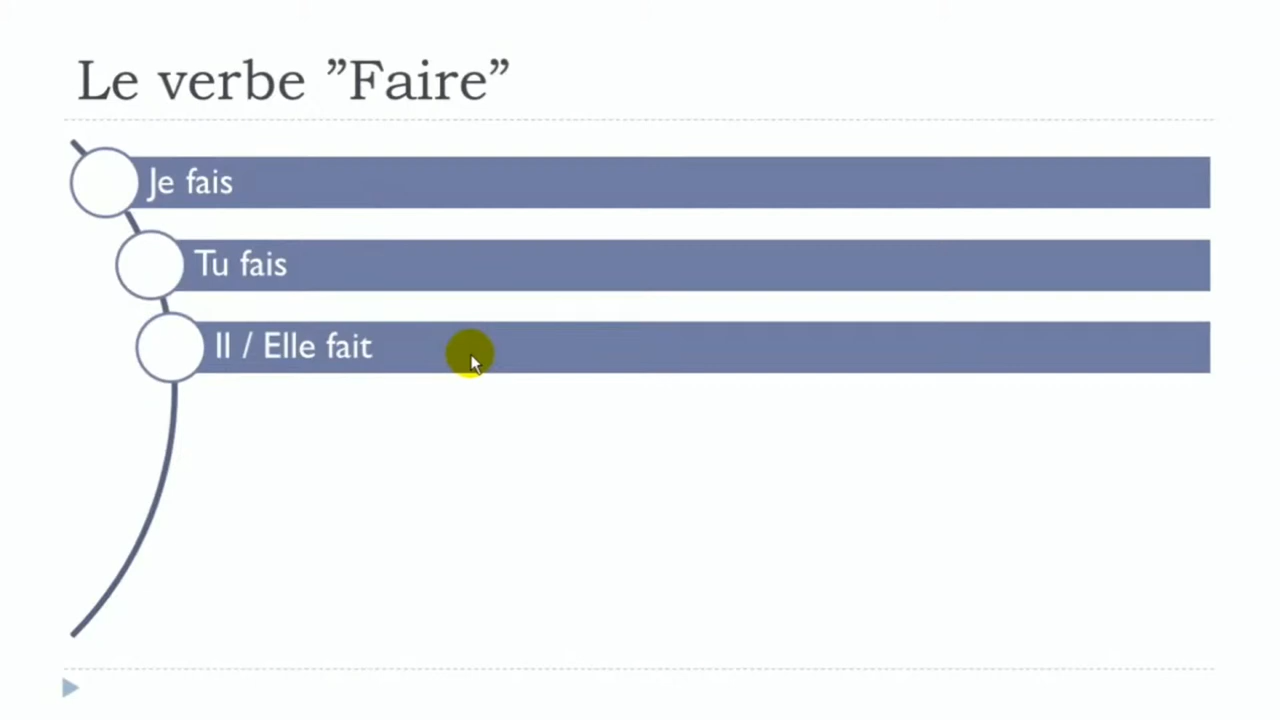 Le verbe ”Faire”
Je fais
Tu fais
Il / Elle fait